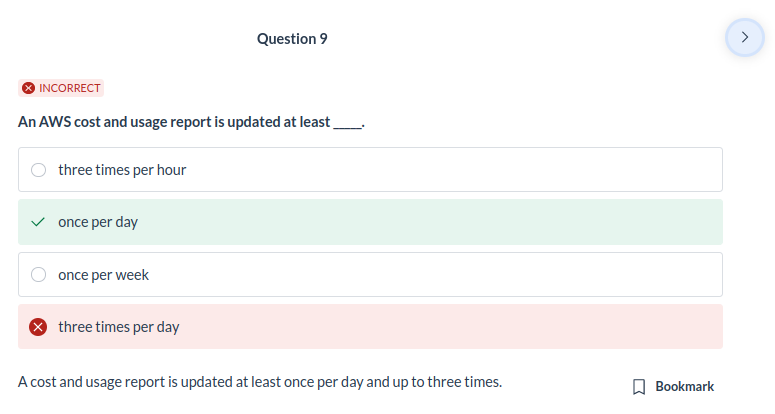 Question 9
INCORRECT
An AWS cost and usage report is updated at least _____.
three times per hour
once per day
once per week
three times per day
A cost and usage report is updated at least once per day and up to three times.
Bookmark